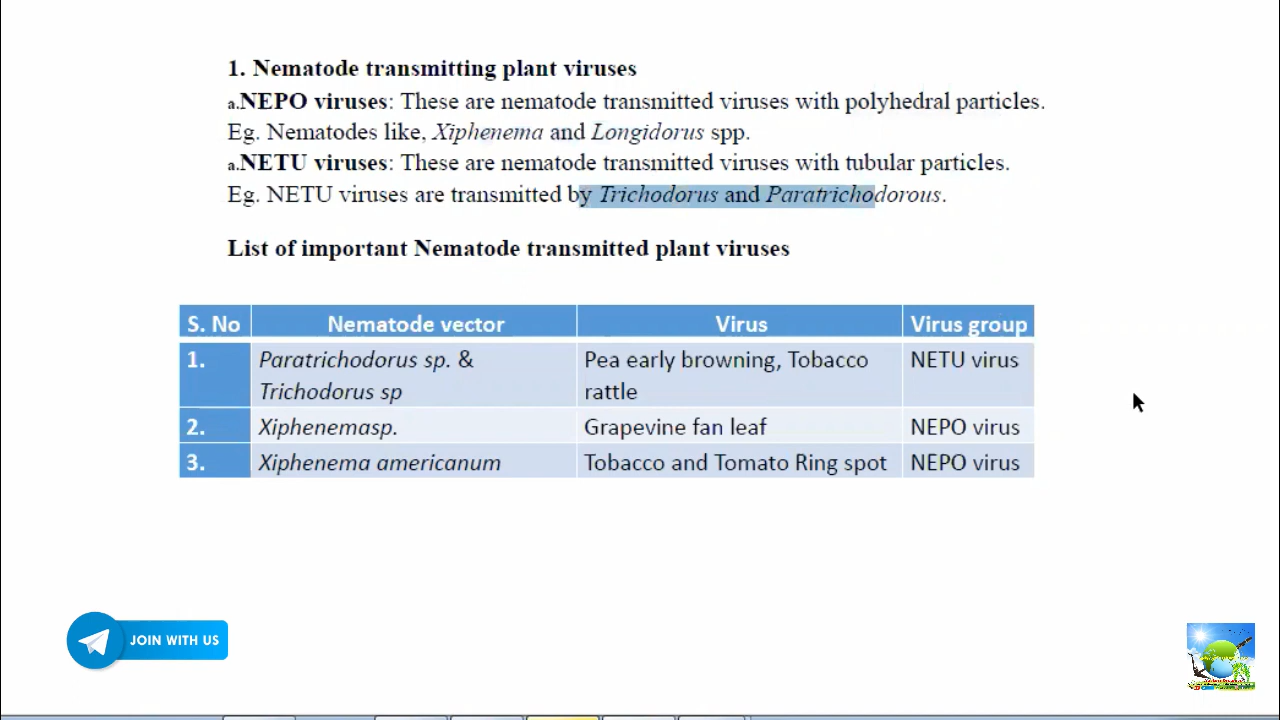 1. Nematode transmitting plant viruses
a.NEPO viruses: These are nematode transmitted viruses with polyhedral particles.
Eg. Nematodes like, Xiphenema and Longidorus spp.
a.NETU viruses: These are nematode transmitted viruses with tubular particles.
Eg. NETU viruses are transmitted by Trichodorus and Paratrichodorous.
List of important Nematode transmitted plant viruses
S. No Nematode vector Virus Virus group
1. Paratrichodorus sp. & Pea early browning, Tobacco NETU virus
Trichodorus sp rattle
2. Xiphenemasp. Grapevine fan leaf NEPO virus
3. Xiphenema americanum Tobacco and Tomato Ring spot NEPO virus
JOIN WITH US